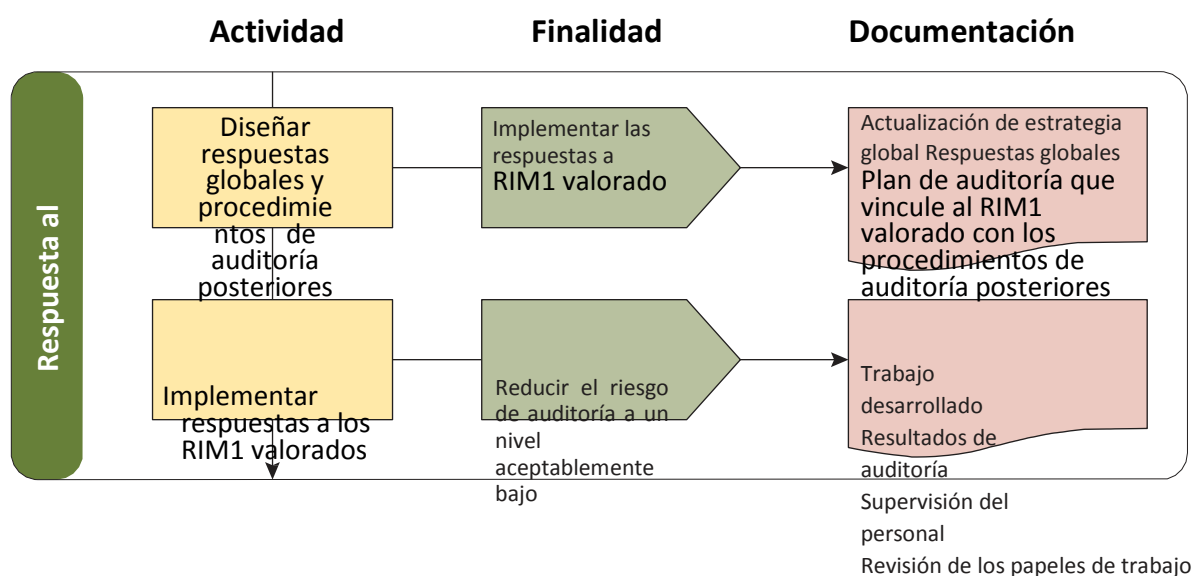 Actividad
Finalidad
Documentación
Respuesta al
Diseñar
respuestas
globales y
procedimie
ntos de
auditoría
posteriores
Implementar las
respuestas a
RIM1 valorado
Actualización de estrategia
global Respuestas globales
Plan de auditoría que
vincule al RIM1
valorado con los
procedimientos de
auditoría posteriores
Implementar
respuestas a los
RIM1 valorados
Reducir el riesgo
de auditoría a un
nivel
aceptablemente
bajo
Trabajo
desarrollado
Resultados de
auditoría
Supervisión del
personal
Revisión de los papeles de trabajo